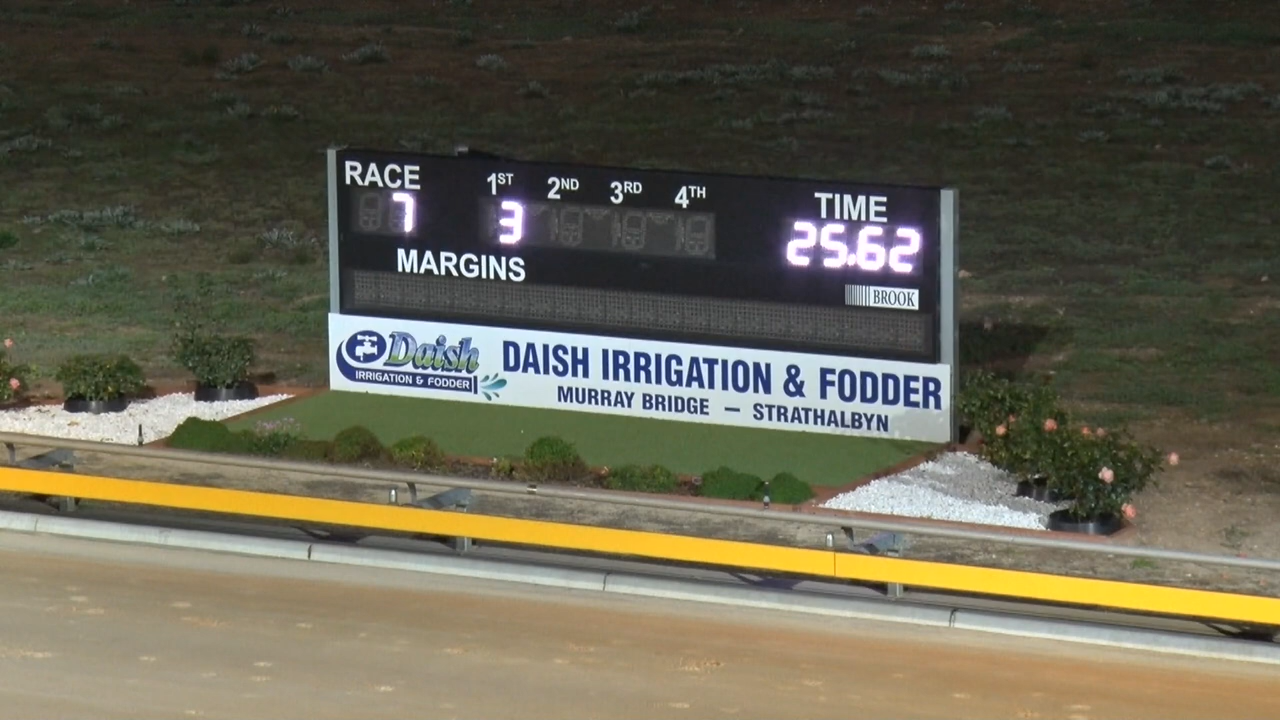 RACE 1ST 2ND 3RD 4TH TIME
7 3 25.62
MARGINS
BROOK
Daish
IRRIGATION & FODDER
DAISH IRRIGATION & FODDER
MURRAY BRIDGE – STRATHALBYN